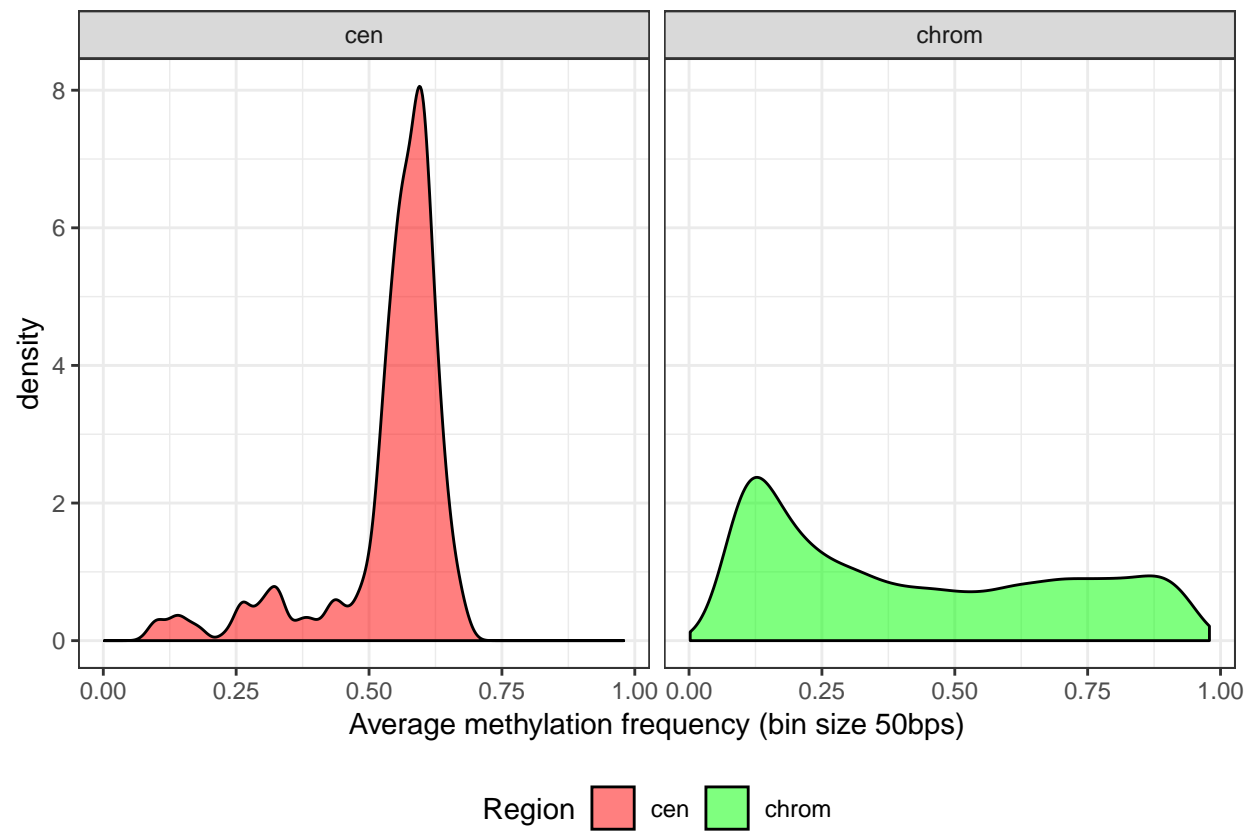 cen chrom
8
6
4
2
0
density
0.00 0.25 0.50 0.75 1.00 0.00 0.25 0.50 0.75 1.00
Average methylation frequency (bin size 50bps)
Region cen chrom